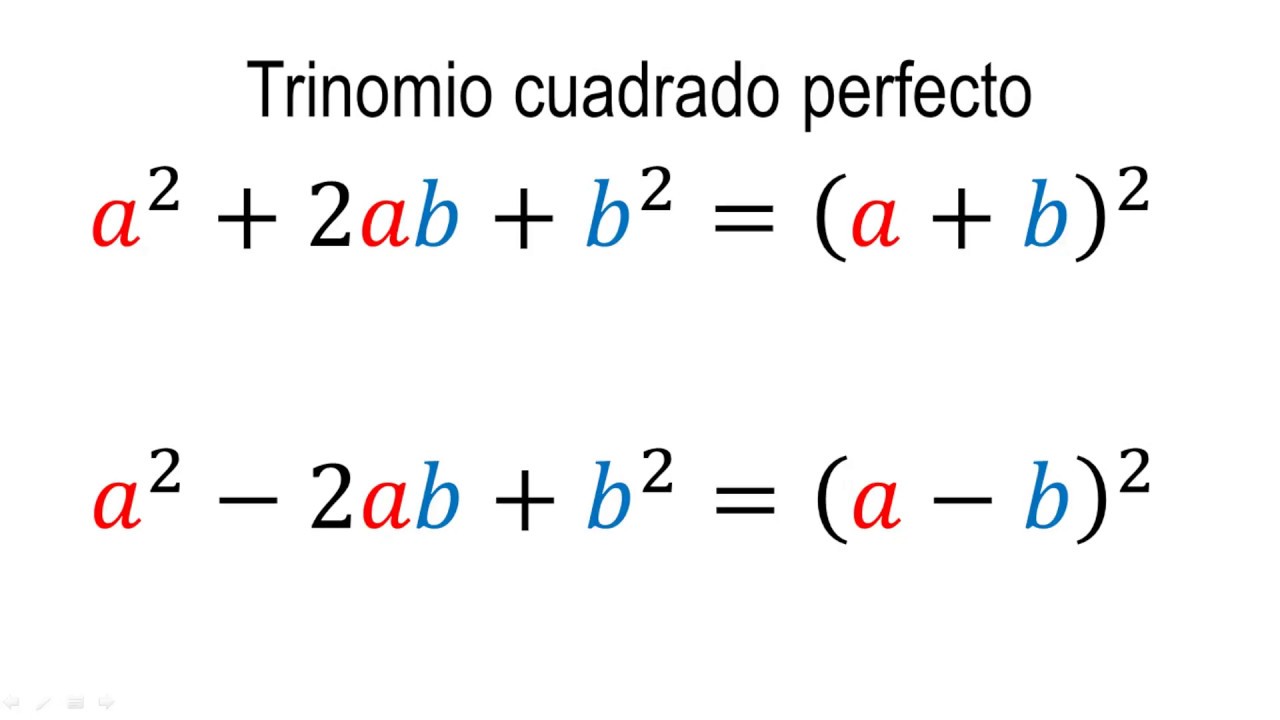 Trinomio cuadrado perfecto
a² + 2ab + b² = (a + b)²
a² − 2ab + b² = (a − b)²